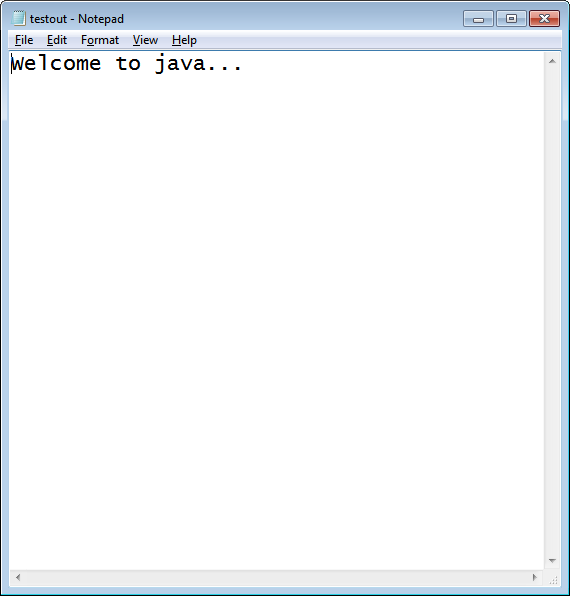 testout - Notepad
File Edit Format View Help
Welcome to java...